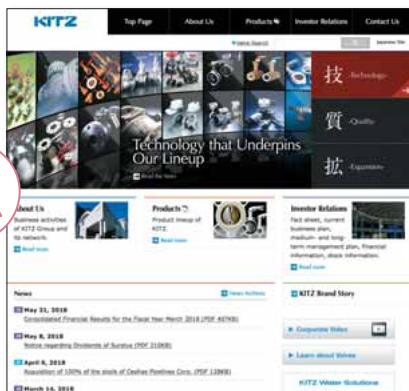 KITZ
Top Page
About Us
Products
Investor Relations
Contact Us
Valve Search
Japanese Site
Technology that Underpins
Our Lineup
Read the News
技 -Technology-
質 -Quality-
拡 -Expansion-
About Us
Business activities
of KITZ Group and
its network.
Read more
Products
Product lineup of
KITZ.
Read more
Investor Relations
Fact sheet, current
business plan,
medium- and long-
term management plan, financial
information, stock information.
Read more
News
News Archives
May 21, 2018
Consolidated Financial Results for the Fiscal Year March 2018 (PDF 407KB)
May 8, 2018
Notice regarding Dividends of Surplus (PDF 210KB)
April 9, 2018
Acquisition of 100% of the stock of Cephas Pipelines Corp. (PDF 128KB)
March 14, 2018
KITZ Brand Story
Corporate Video
Learn about Valves
KITZ Water Solutions